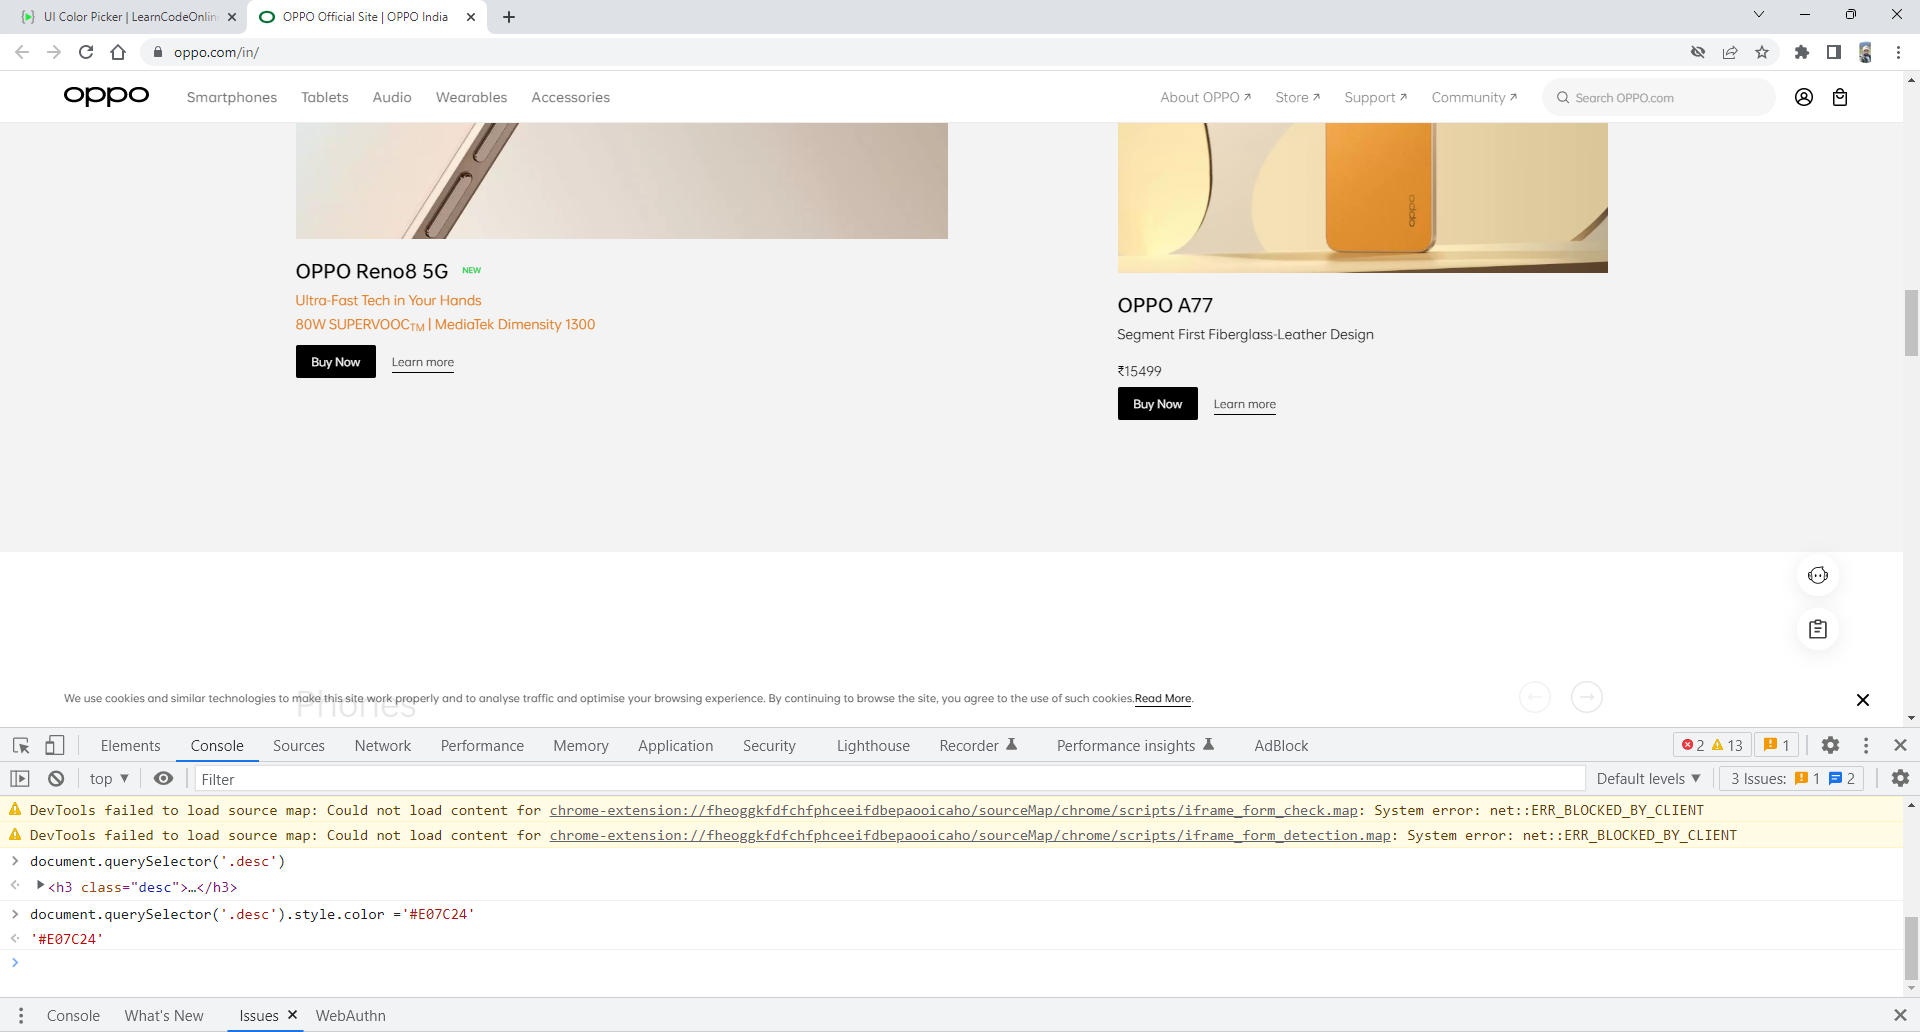 UI Color Picker | LearnCodeOnlin
OPPO Official Site | OPPO India
oppo.com/in/
oppo
Smartphones
Tablets
Audio
Wearables
Accessories
About OPPO
Store
Support
Community
Search OPPO.com
oppo
OPPO Reno8 5G NEW
Ultra-Fast Tech in Your Hands
80W SUPERVOOCTM | MediaTek Dimensity 1300
Buy Now
Learn more
OPPO A77
Segment First Fiberglass-Leather Design
₹15499
Buy Now
Learn more
Phones
We use cookies and similar technologies to make this site work properly and to analyse traffic and optimise your browsing experience. By continuing to browse the site, you agree to the use of such cookies.Read More.
Elements
Console
Sources
Network
Performance
Memory
Application
Security
Lighthouse
Recorder
Performance insights
AdBlock
2
13
1
top
Filter
Default levels
3 Issues: 1 2
DevTools failed to load source map: Could not load content for chrome-extension://fheoggkfdfchfphceeifdbepaooicaho/sourceMap/chrome/scripts/iframe_form_check.map: System error: net::ERR_BLOCKED_BY_CLIENT
DevTools failed to load source map: Could not load content for chrome-extension://fheoggkfdfchfphceeifdbepaooicaho/sourceMap/chrome/scripts/iframe_form_detection.map: System error: net::ERR_BLOCKED_BY_CLIENT
document.querySelector('.desc')
<h3 class="desc">…</h3>
document.querySelector('.desc').style.color ='#E07C24'
'#E07C24'
Console
What's New
Issues
WebAuthn